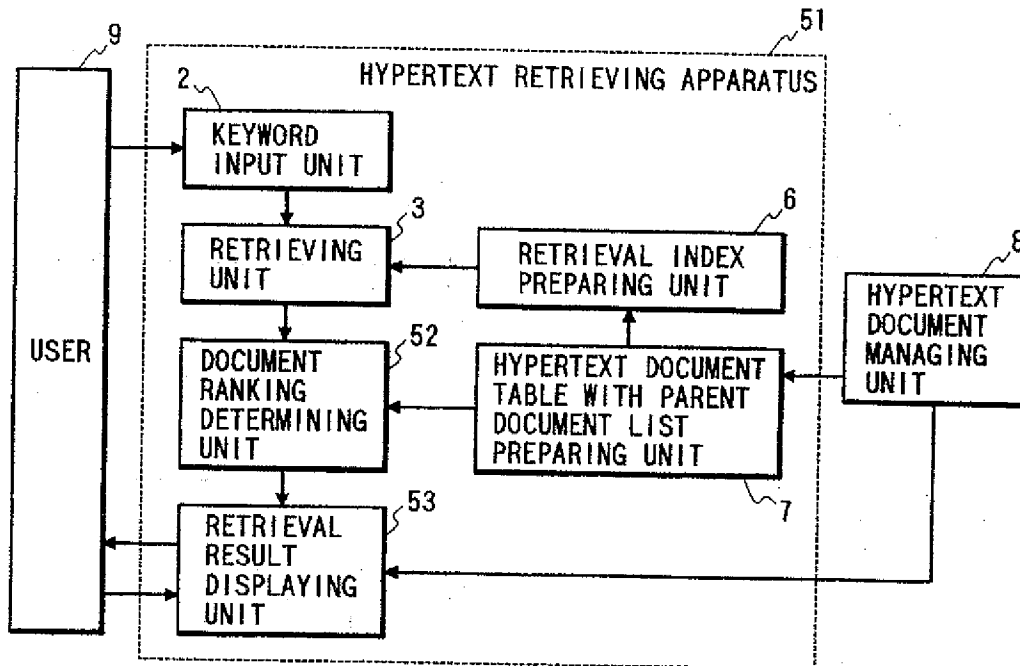 51
9
HYPERTEXT RETRIEVING APPARATUS
2
KEYWORD
INPUT UNIT
3
RETRIEVING
UNIT
6
RETRIEVAL INDEX
PREPARING UNIT
8
HYPERTEXT
DOCUMENT
MANAGING
UNIT
USER
52
DOCUMENT
RANKING
DETERMINING
UNIT
HYPERTEXT DOCUMENT
TABLE WITH PARENT
DOCUMENT LIST
PREPARING UNIT
7
53
RETRIEVAL
RESULT
DISPLAYING
UNIT